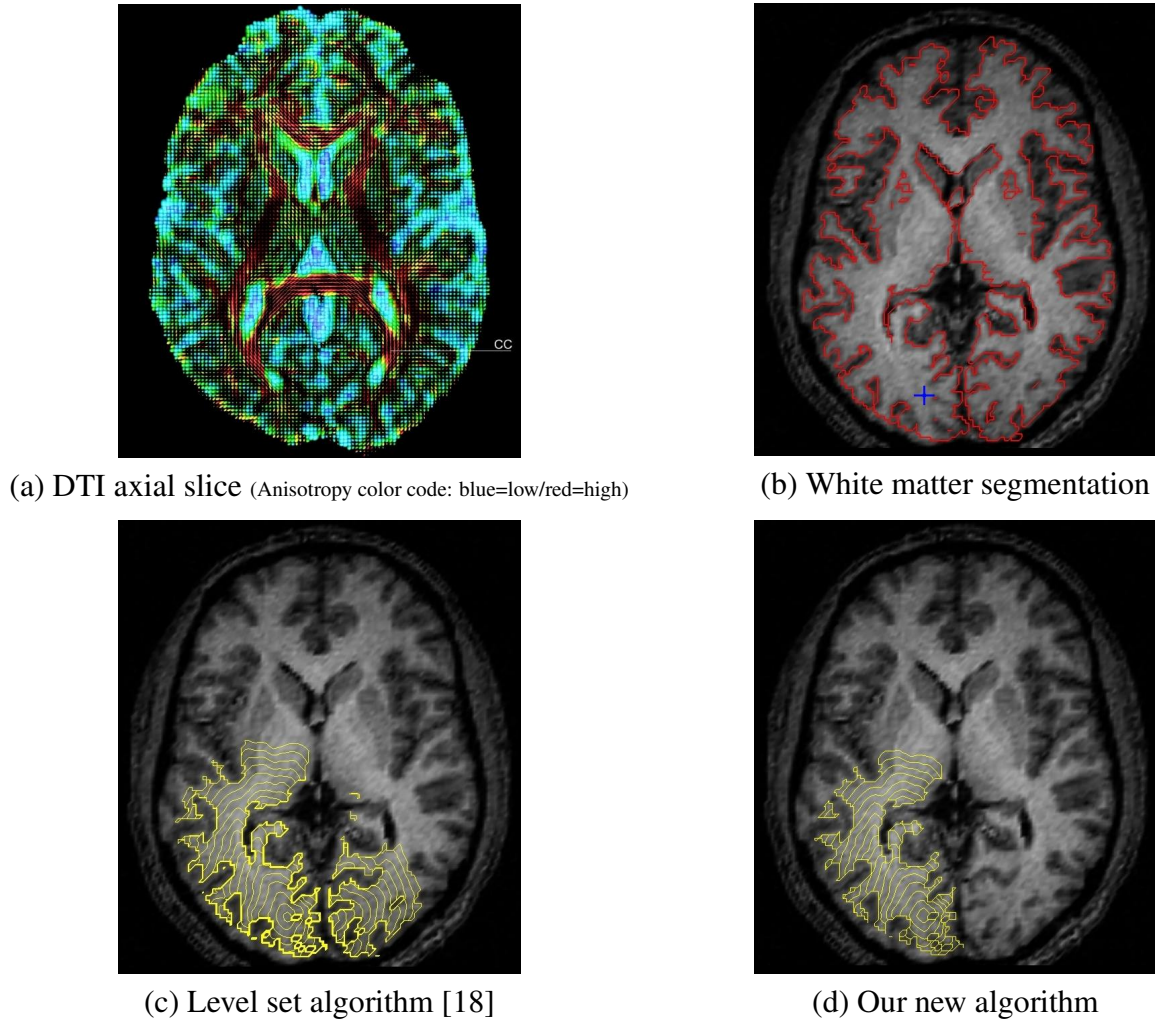 CC
(a) DTI axial slice (Anisotropy color code: blue=low/red=high)
(b) White matter segmentation
(c) Level set algorithm [18]
(d) Our new algorithm